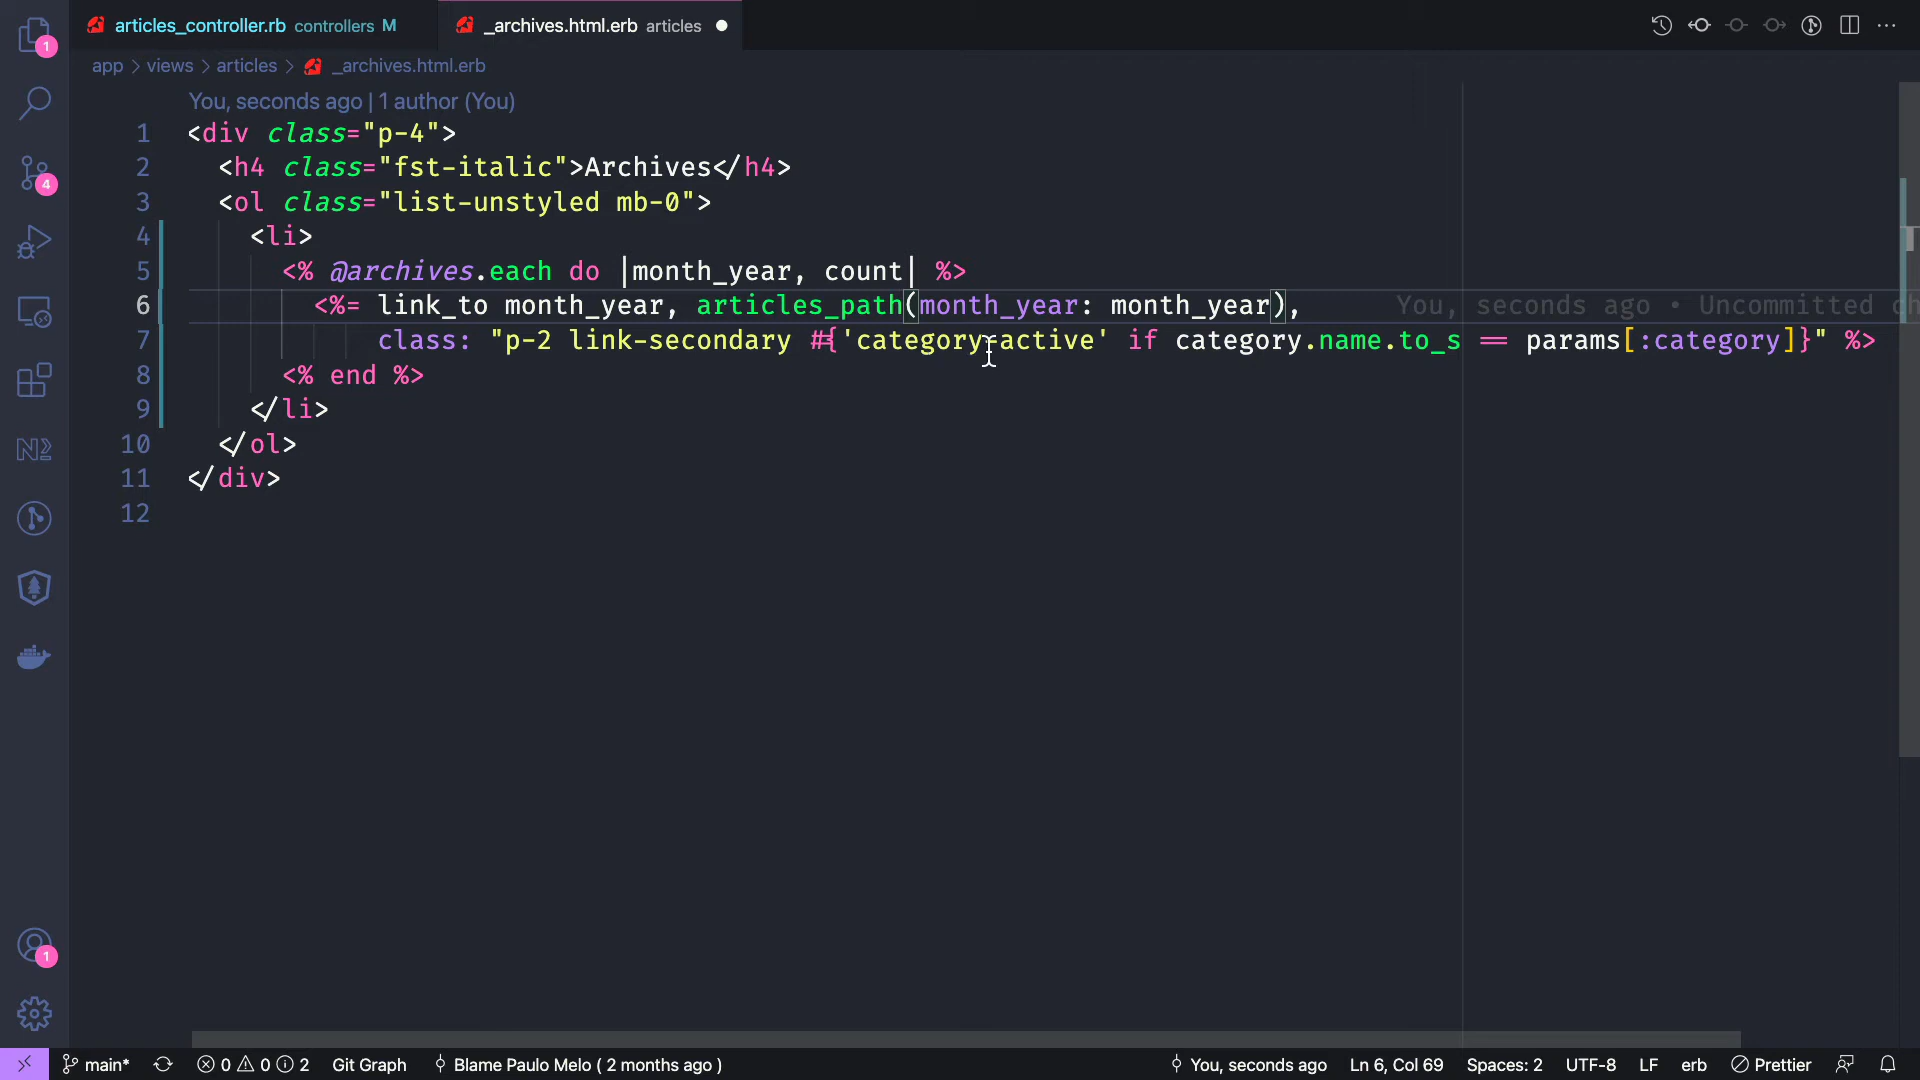 articles_controller.rb controllers M
_archives.html.erb articles
1
app > views > articles > _archives.html.erb
You, seconds ago | 1 author (You)
1 <div class="p-4">
2 <h4 class="fst-italic">Archives</h4>
3 <ol class="list-unstyled mb-0">
4 <li>
4
5 <% @archives.each do |month_year, count| %>
6 <%= link_to month_year, articles_path(month_year: month_year), You, seconds ago • Uncommitted ch
7 class: "p-2 link-secondary #{'category-active' if category.name.to_s == params[:category]}" %>
8 <% end %>
9 </li>
10 </ol>
11 </div>
12
N
1
main* 0 0 2 Git Graph Blame Paulo Melo ( 2 months ago ) You, seconds ago Ln 6, Col 69 Spaces: 2 UTF-8 LF erb Prettier